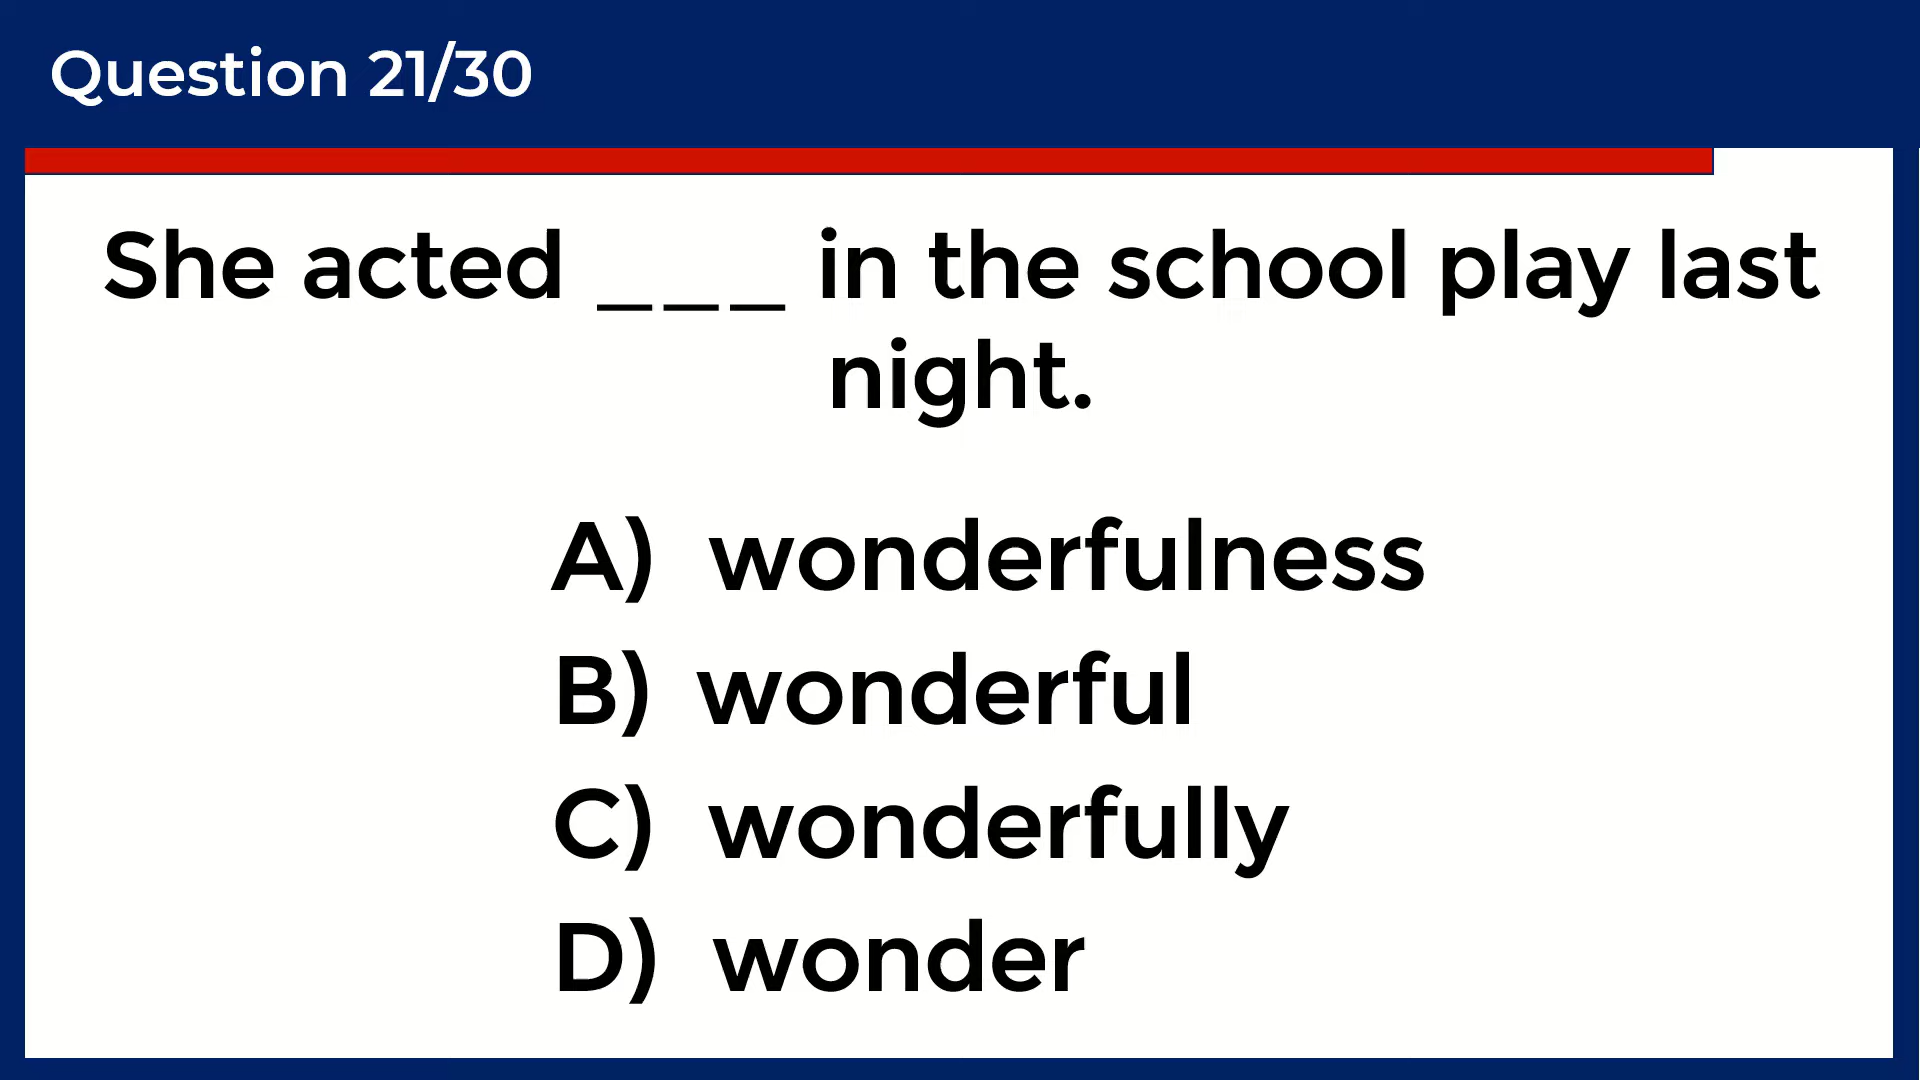 Question 21/30
She acted ___ in the school play last
night.
A) wonderfulness
B) wonderful
C) wonderfully
D) wonder